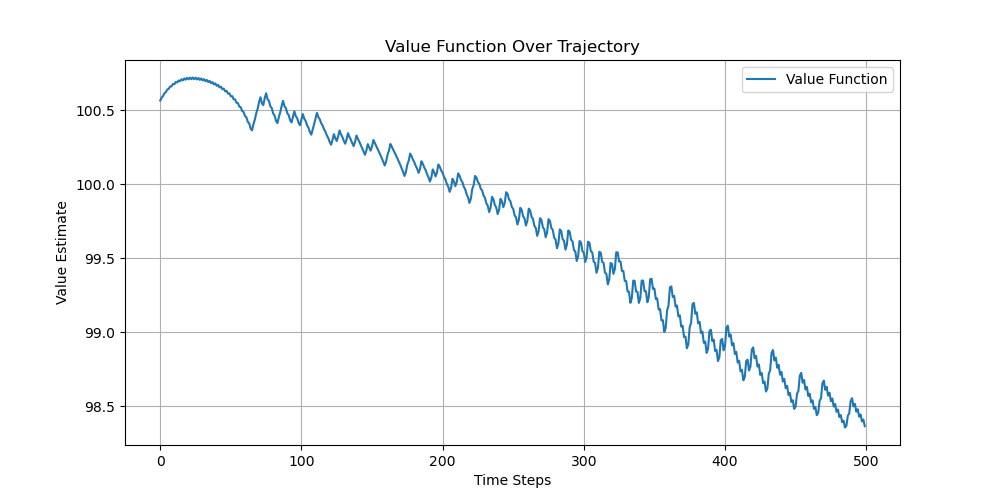 Value Function Over Trajectory
Value Function
Value Estimate
100.5
100.0
99.5
99.0
98.5
0 100 200 300 400 500
Time Steps